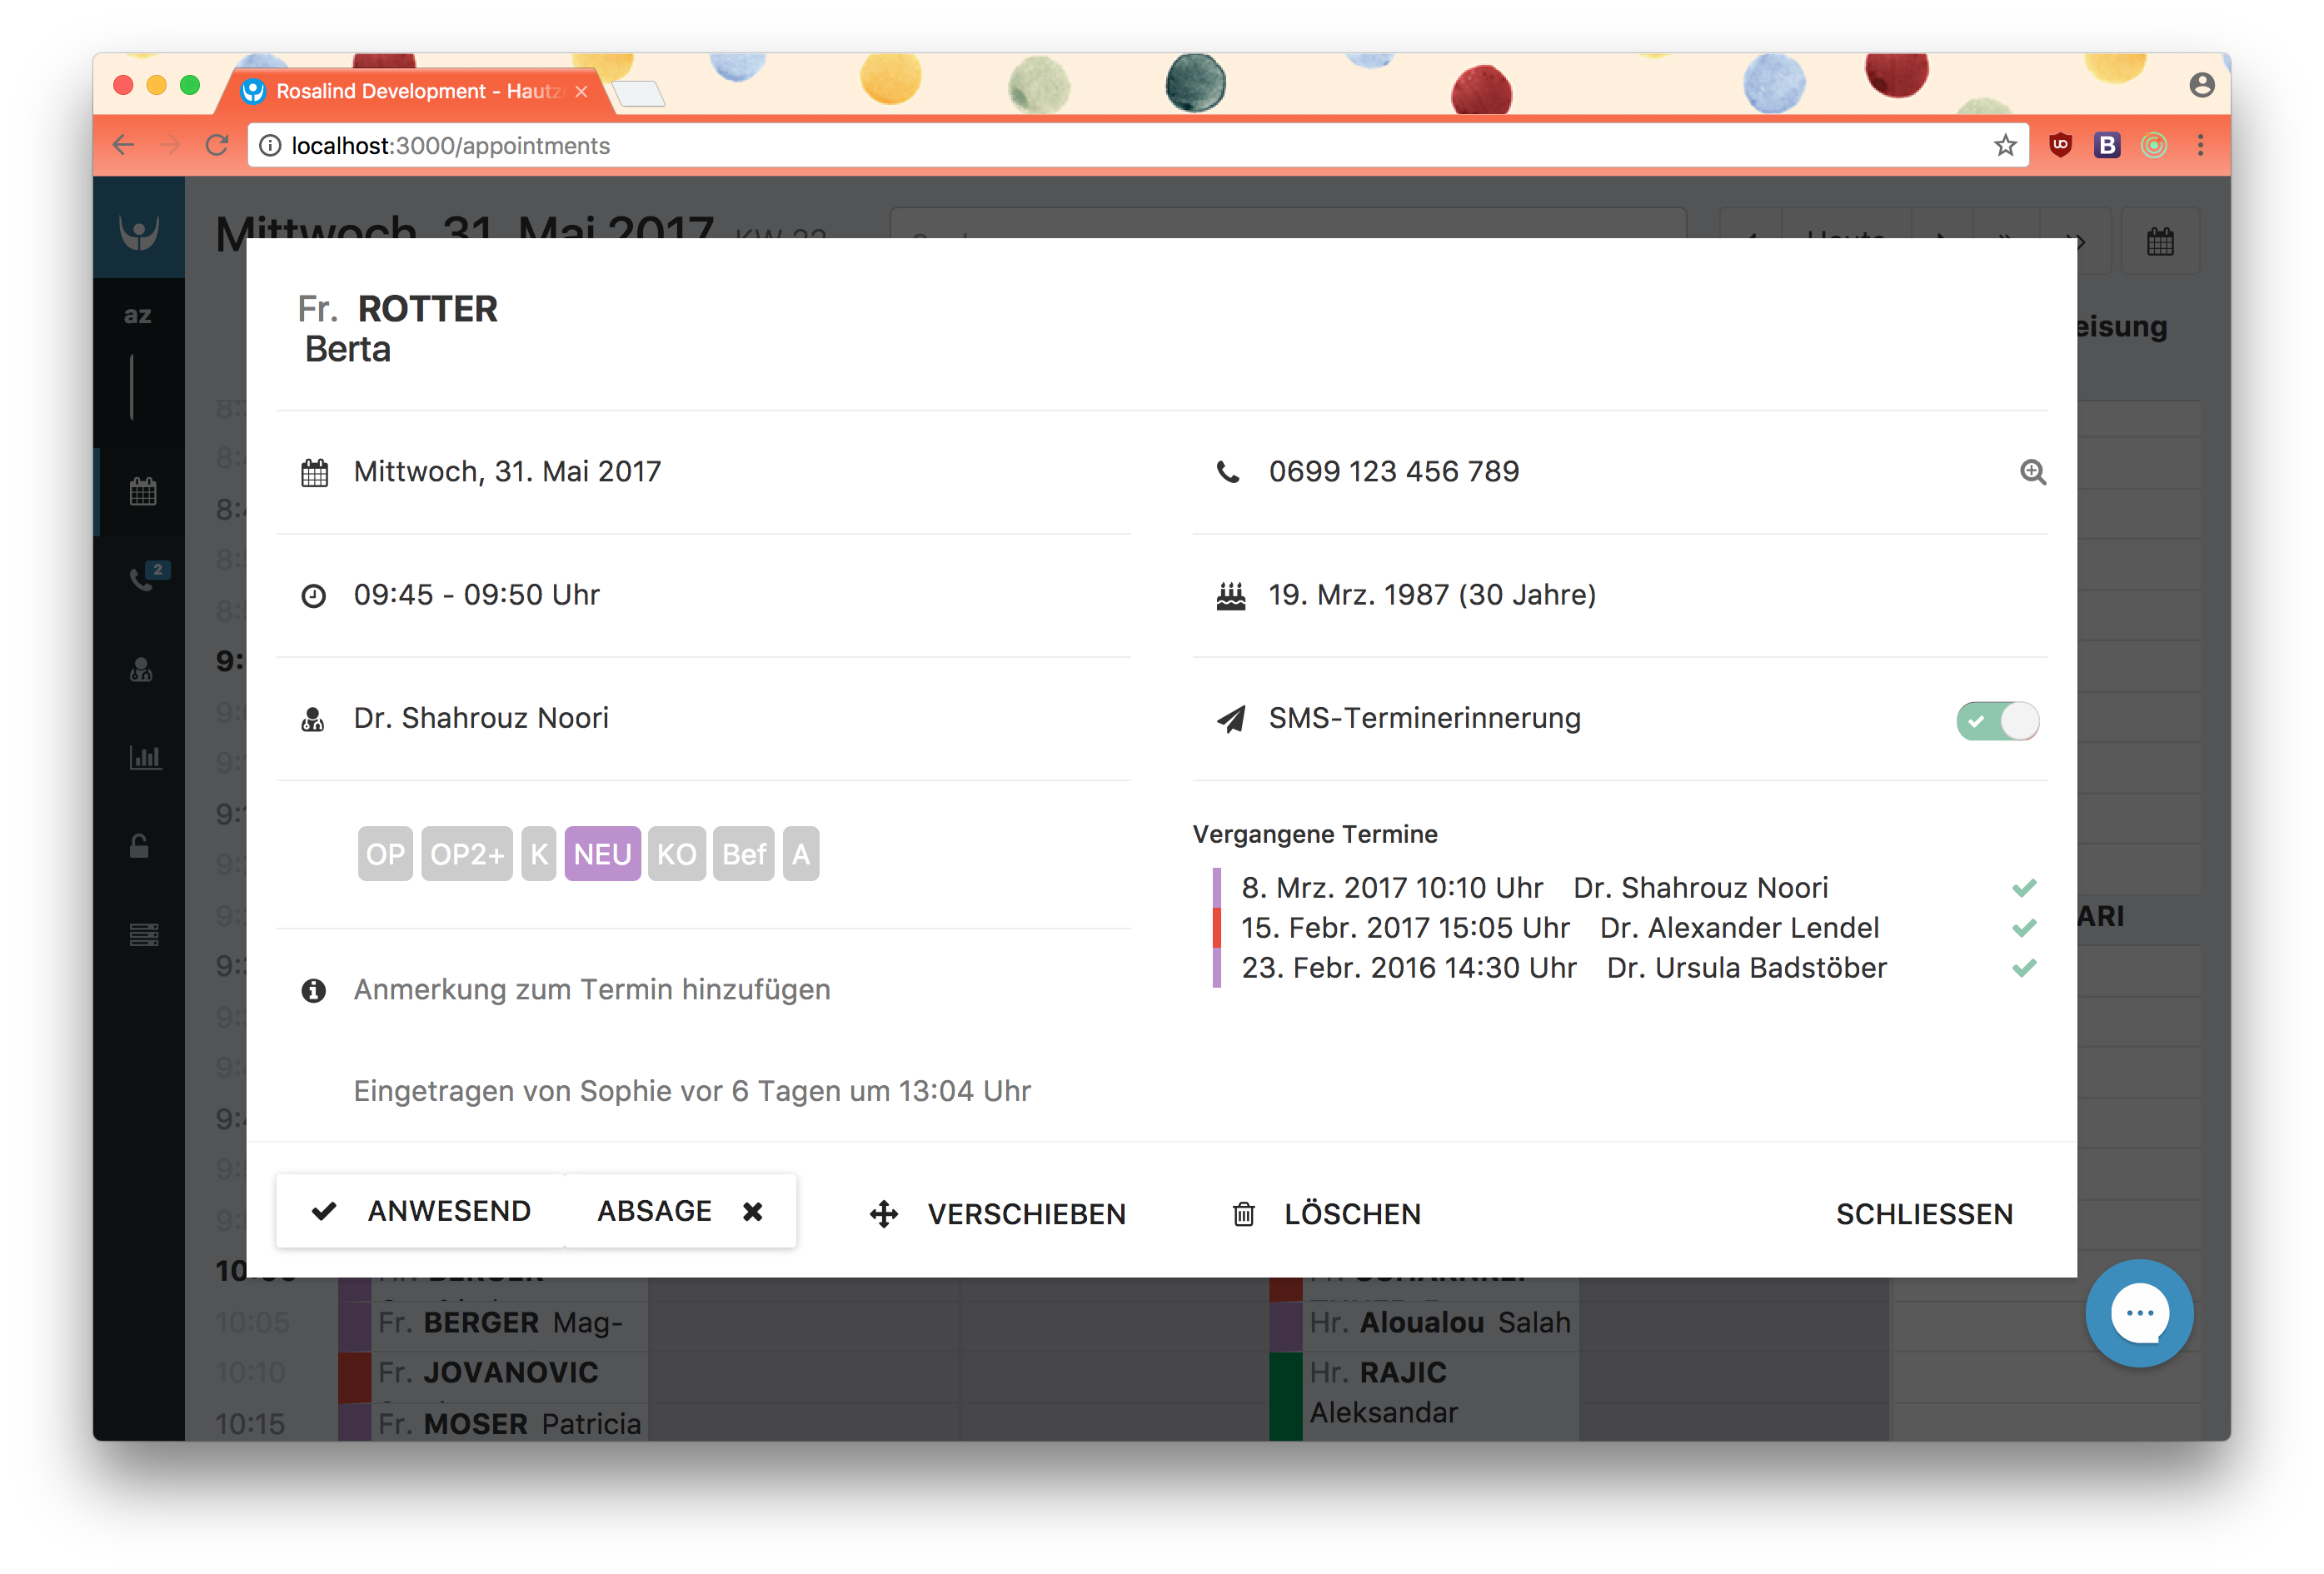 Rosalind Development - Hautz
localhost:3000/appointments
Mittwoch, 31. Mai 2017 KW 22
Heute
az
eisung
Fr. ROTTER
Berta
Mittwoch, 31. Mai 2017
0699 123 456 789
2
09:45 - 09:50 Uhr
19. Mrz. 1987 (30 Jahre)
9:
Dr. Shahrouz Noori
SMS-Terminerinnerung
OP OP2+ K NEU KO Bef A
Vergangene Termine
8. Mrz. 2017 10:10 Uhr Dr. Shahrouz Noori
15. Febr. 2017 15:05 Uhr Dr. Alexander Lendel
ARI
23. Febr. 2016 14:30 Uhr Dr. Ursula Badstöber
Anmerkung zum Termin hinzufügen
Eingetragen von Sophie vor 6 Tagen um 13:04 Uhr
ANWESEND ABSAGE VERSCHIEBEN LÖSCHEN SCHLIESSEN
10:00 BERGER
10:05 Fr. BERGER Mag- Hr. Aloualou Salah
10:10 Fr. JOVANOVIC Hr. RAJIC
Aleksandar
10:15 Fr. MOSER Patricia